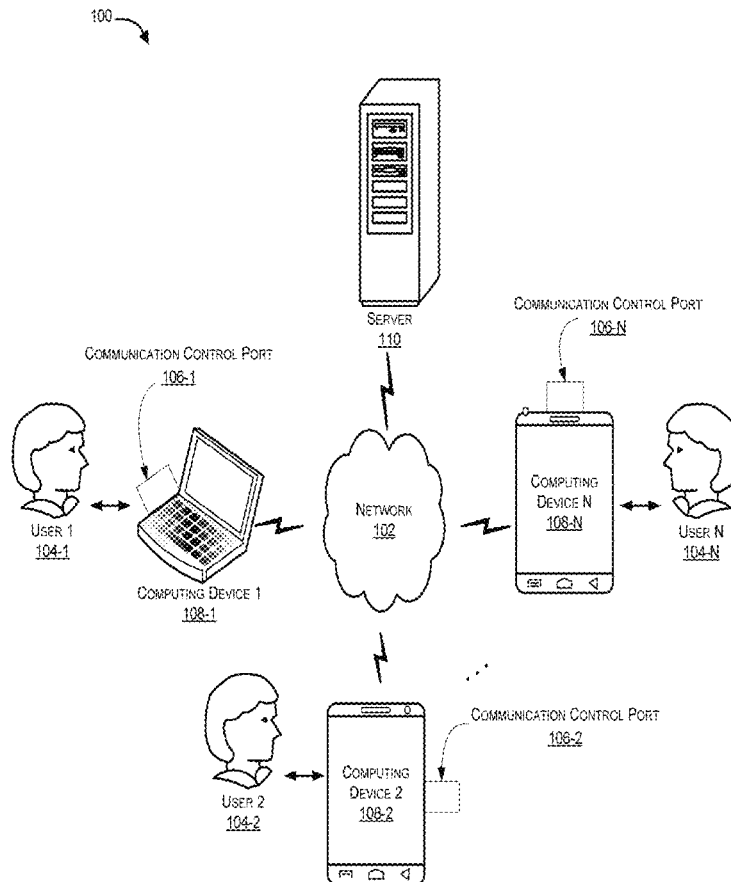 100
SERVER
110
COMMUNICATION CONTROL PORT
106-N
COMMUNICATION CONTROL PORT
106-1
COMPUTING
DEVICE N
108-N
USER 1
104-1
NETWORK
102
USER N
104-N
COMPUTING DEVICE 1
108-1
COMMUNICATION CONTROL PORT
106-2
COMPUTING
DEVICE 2
108-2
USER 2
104-2